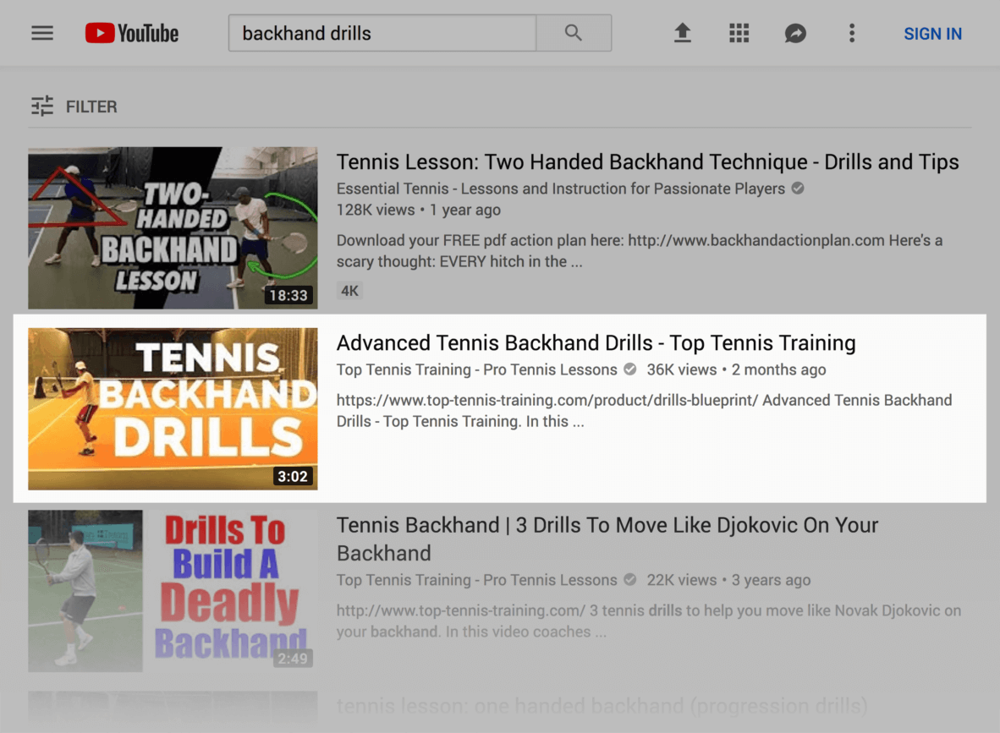 YouTube
backhand drills
SIGN IN
FILTER
TWO-
HANDED
BACKHAND
LESSON
18:33
Tennis Lesson: Two Handed Backhand Technique - Drills and Tips
Essential Tennis - Lessons and Instruction for Passionate Players
128K views • 1 year ago
Download your FREE pdf action plan here: http://www.backhandactionplan.com Here's a
scary thought: EVERY hitch in the ...
4K
TENNIS
BACKHAND
DRILLS
3:02
Advanced Tennis Backhand Drills - Top Tennis Training
Top Tennis Training - Pro Tennis Lessons 36K views • 2 months ago
https://www.top-tennis-training.com/product/drills-blueprint/ Advanced Tennis Backhand
Drills - Top Tennis Training. In this ...
Drills To
Build A
Deadly
Backhand
2:49
Tennis Backhand | 3 Drills To Move Like Djokovic On Your
Backhand
Top Tennis Training - Pro Tennis Lessons 22K views • 3 years ago
http://www.top-tennis-training.com/ 3 tennis drills to help you move like Novak Djokovic on
your backhand. In this video coaches ...
tennis lesson: one handed backhand (progression drills)